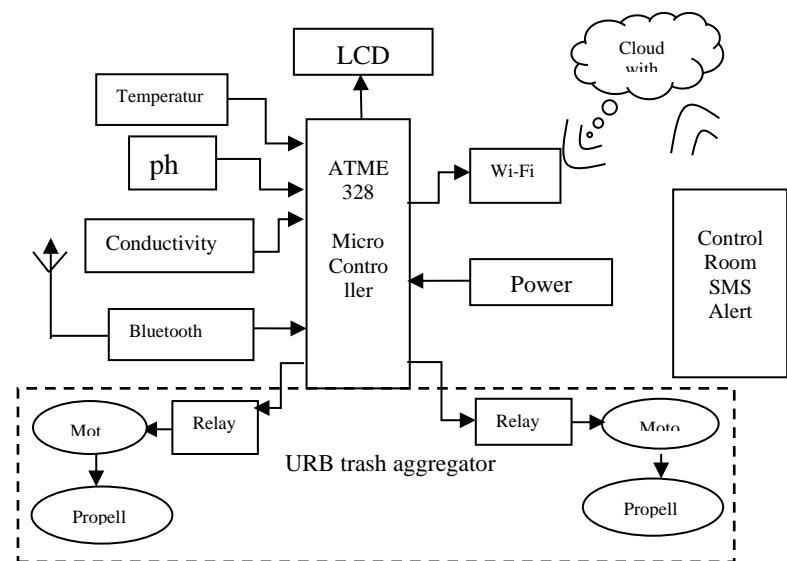 LCD
Cloud
with
Temperatur
ph
ATME
328
Micro
Contro
ller
Wi-Fi
Conductivity
Power
Control
Room
SMS
Alert
Bluetooth
Mot
Relay
Relay
Moto
URB trash aggregator
Propell
Propell